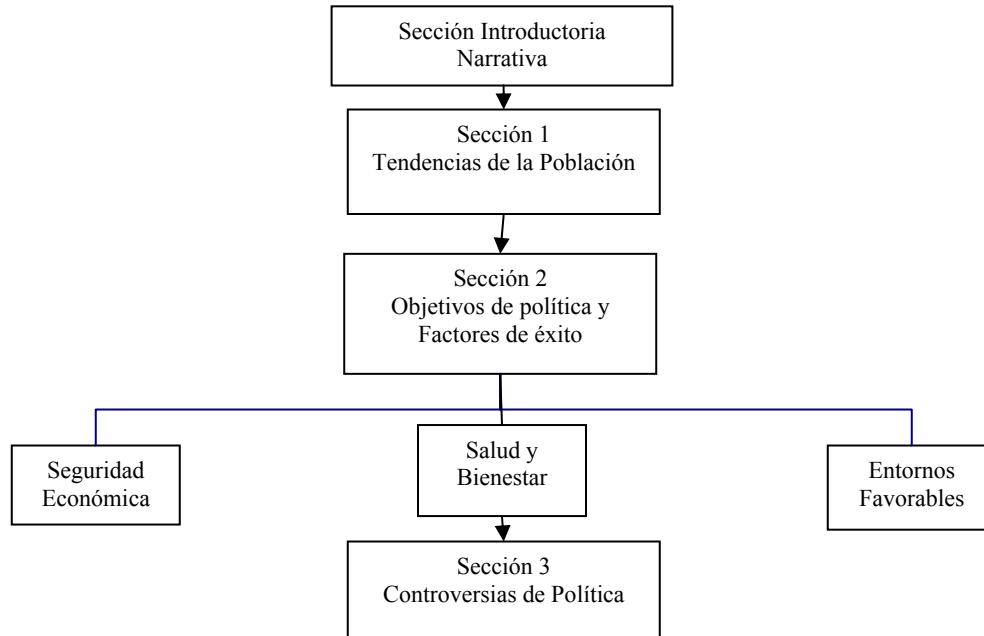 Sección Introductoria
Narrativa
Sección 1
Tendencias de la Población
Sección 2
Objetivos de política y
Factores de éxito
Seguridad
Económica
Salud y
Bienestar
Entornos
Favorables
Sección 3
Controversias de Política